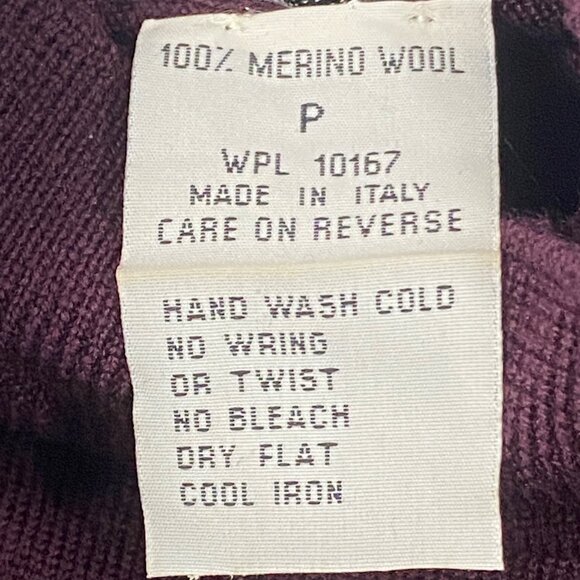 100% MERINO WOOL
P
WPL 10167
MADE IN ITALY
CARE ON REVERSE
HAND WASH COLD
NO WRING
OR TWIST
NO BLEACH
DRY FLAT
COOL IRON